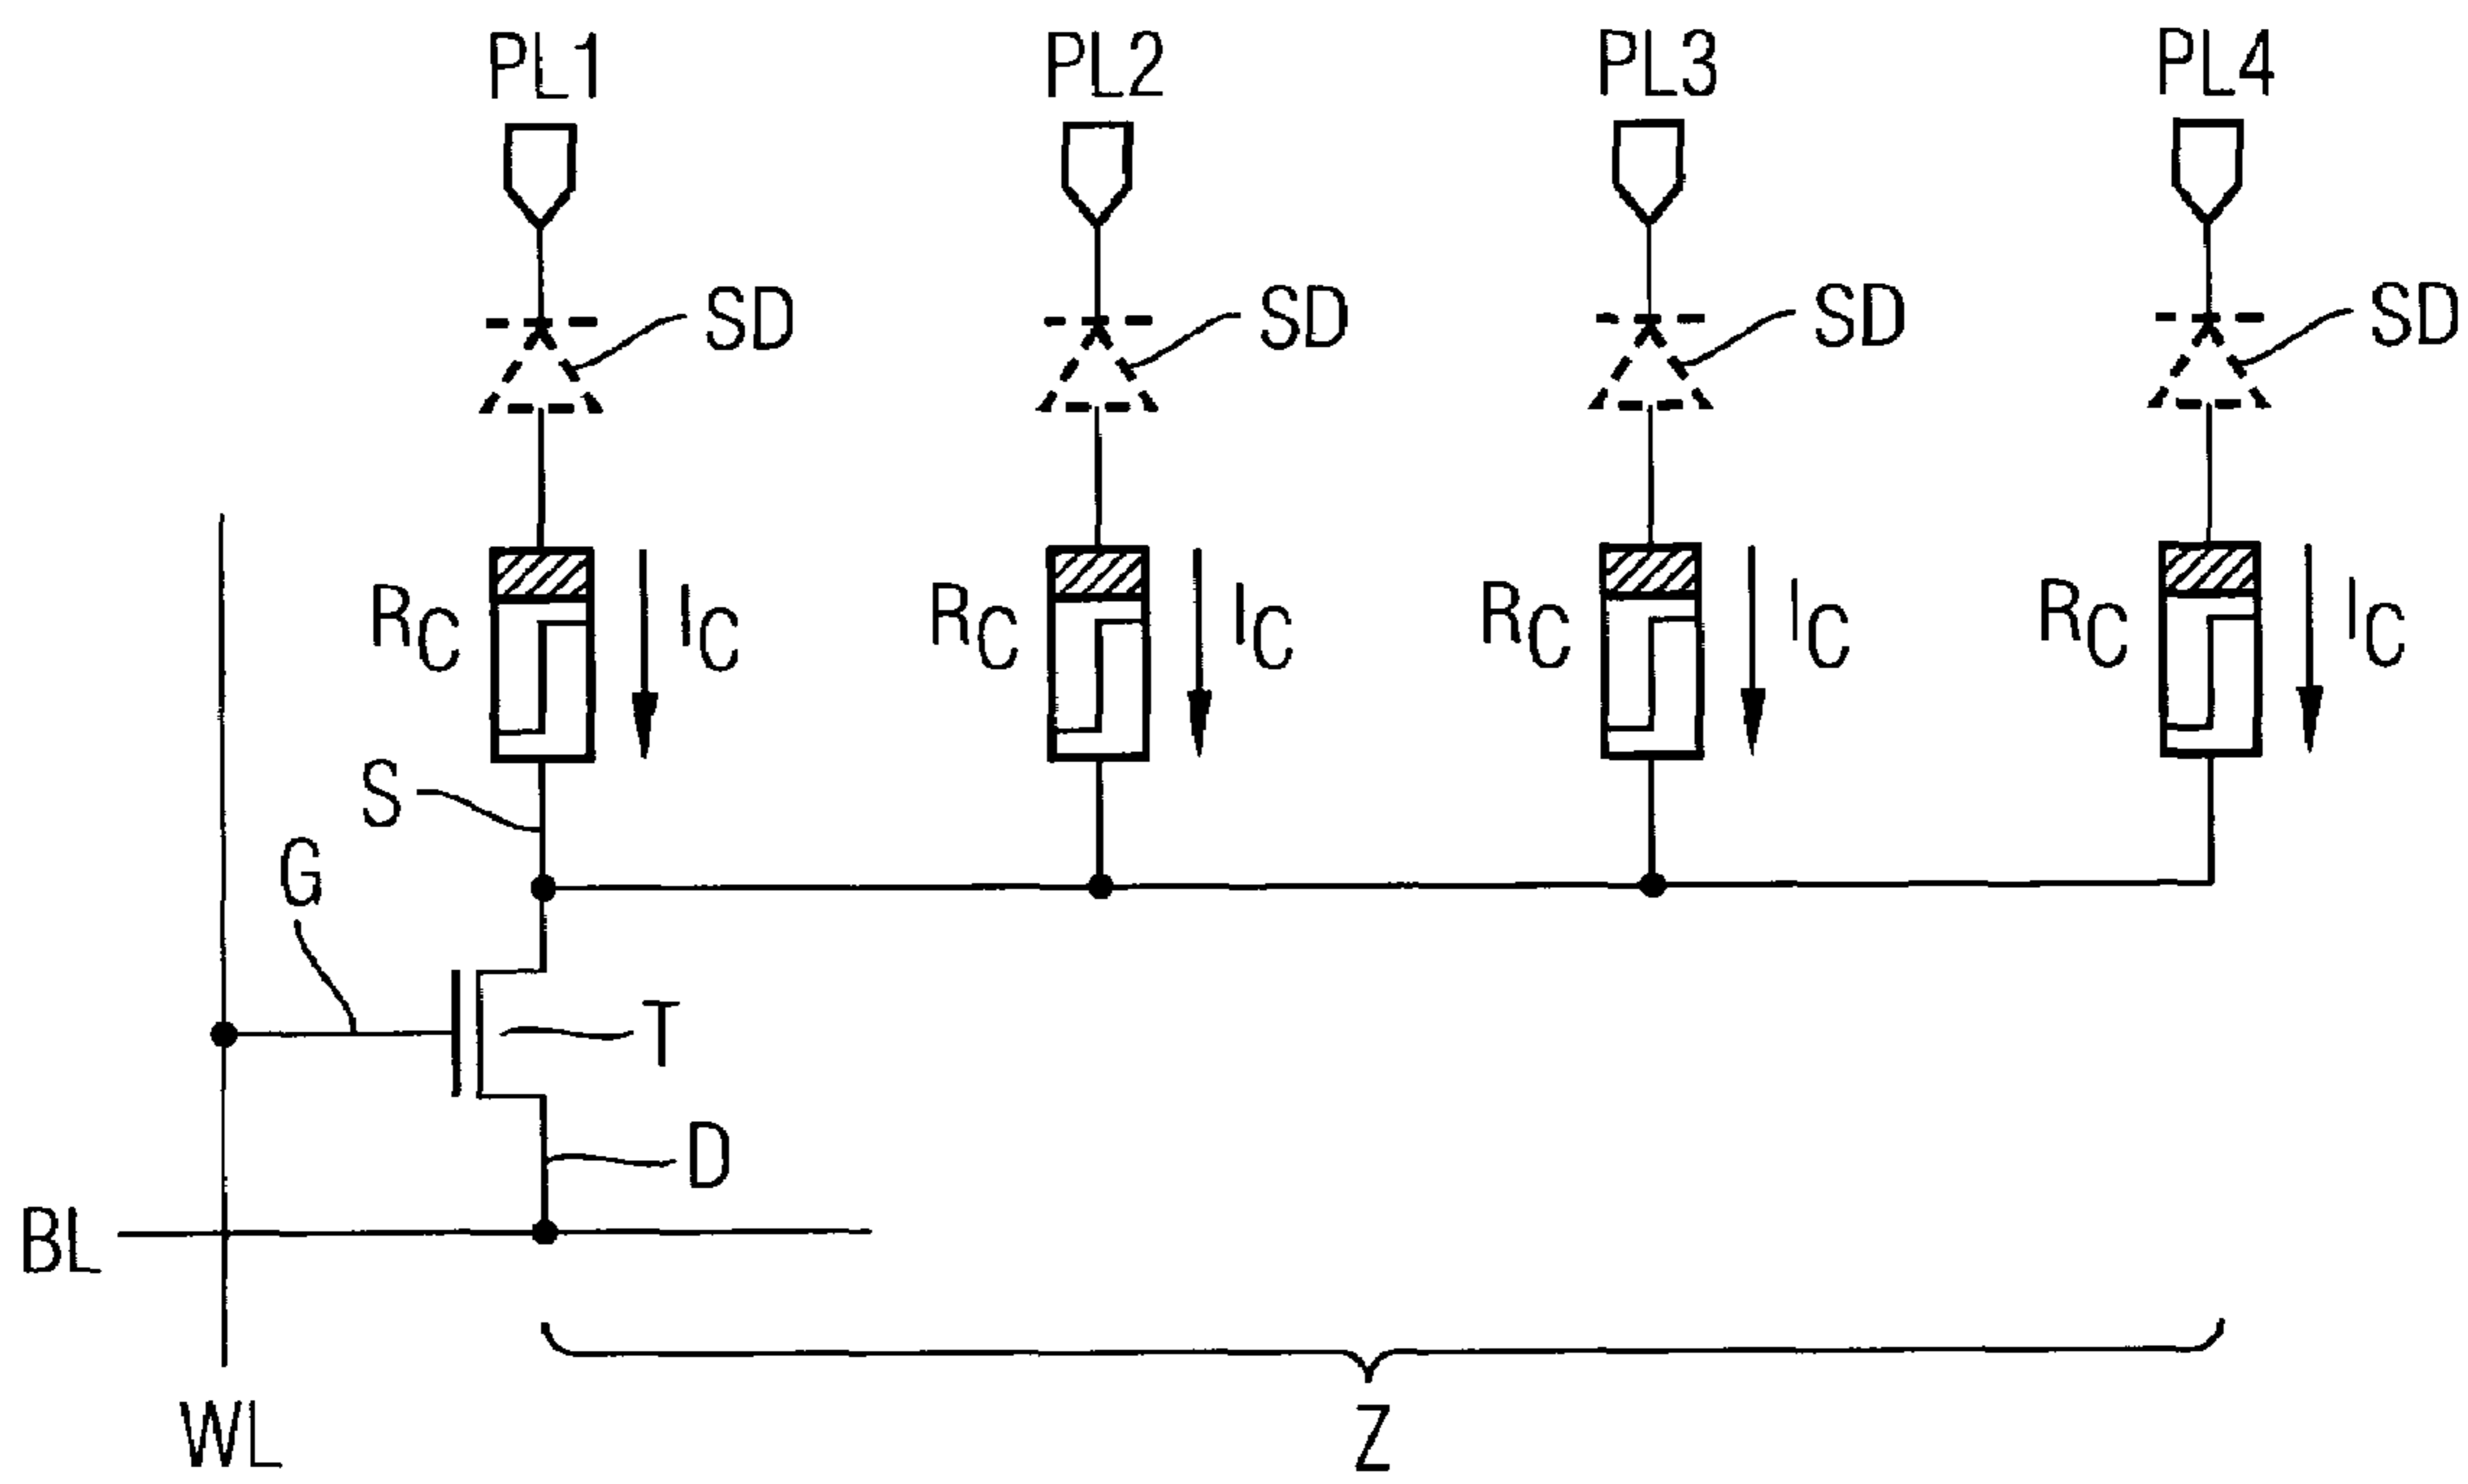 PL1 PL2 PL3 PL4
SD SD SD SD
RC IC RC IC RC IC RC IC
S
G
T
D
BL
WL
Z